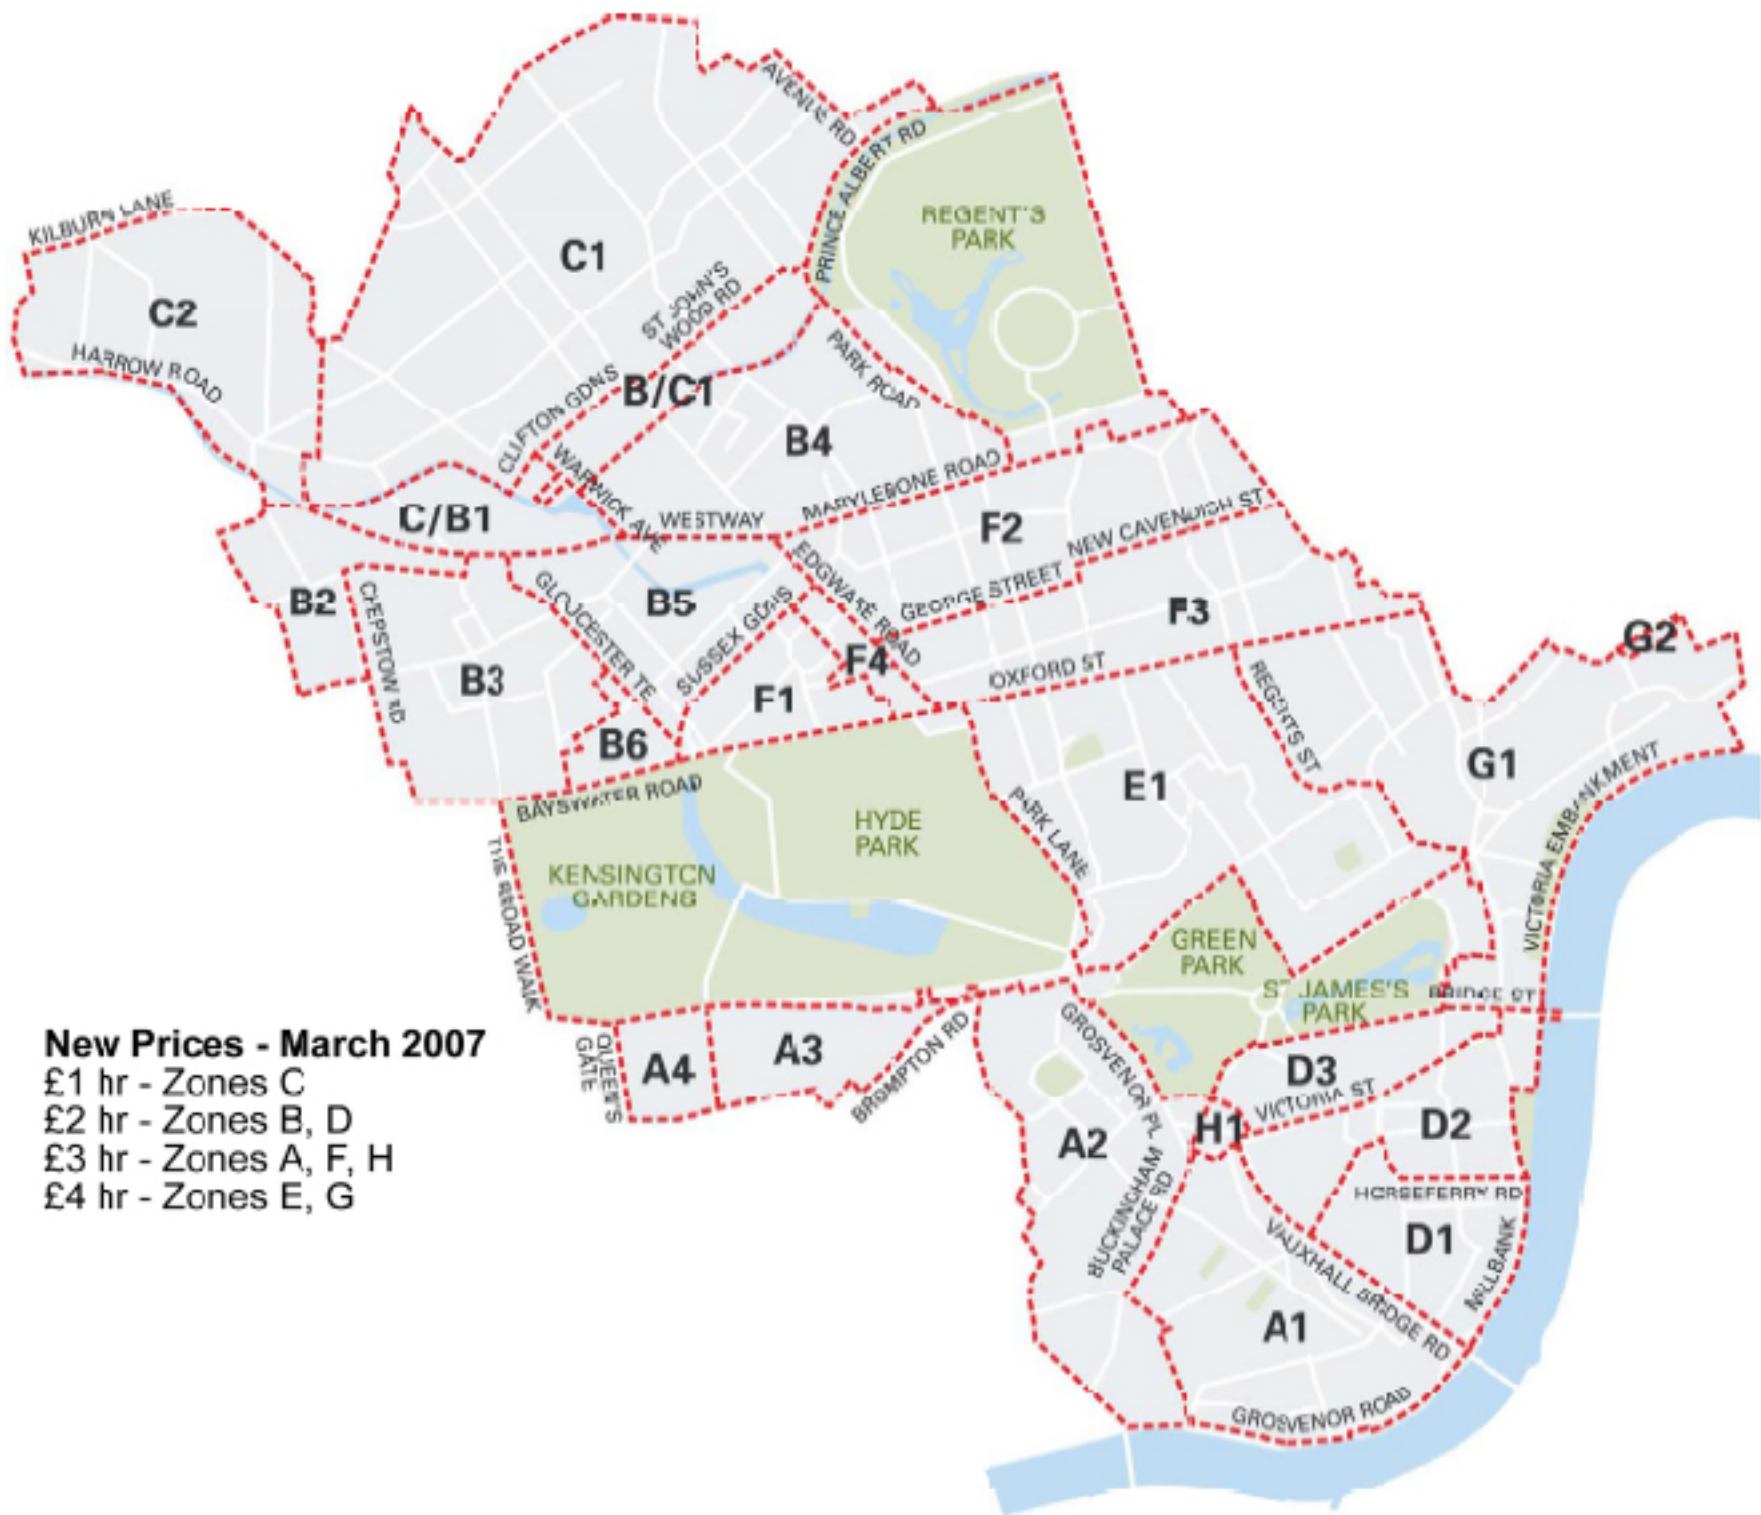 AVENUE RD
PRINCE ALBERT RD
REGENT'S
PARK
KILBURN LANE
C1
C2
ST JOHN'S
WOOD RD
HARROW ROAD
PARK ROAD
CLIFTON GDNS
B/C1
B4
WARWICK AVE
MARYLEBONE ROAD
C/B1
WESTWAY
F2
NEW CAVENDISH ST
EDGWARE ROAD
GEORGE STREET
B2
CHEPSTOW RD
GLOUCESTER TE
B5
SUSSEX GDNS
F3
G2
B3
F4
OXFORD ST
F1
REGENTS ST
B6
G1
BAYSWATER ROAD
E1
VICTORIA EMBANKMENT
PARK LANE
HYDE
PARK
THE BROAD WALK
KENSINGTON
GARDENS
GREEN
PARK
ST JAMES'S
PARK
BRIDGE ST
New Prices - March 2007
£1 hr - Zones C
£2 hr - Zones B, D
£3 hr - Zones A, F, H
£4 hr - Zones E, G
QUEEN'S
GATE
A4
A3
BROMPTON RD
GROSVENOR PL
D3
VICTORIA ST
H1
D2
A2
BUCKINGHAM
PALACE RD
HORSEFERRY RD
D1
VAUXHALL BRIDGE RD
MILLBANK
A1
GROSVENOR ROAD